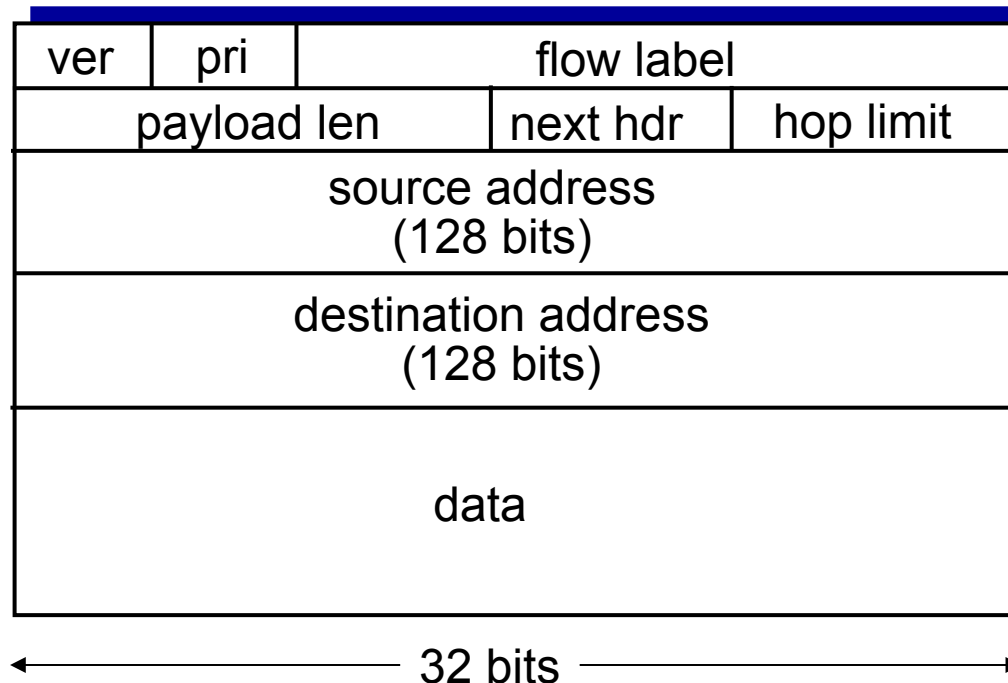 ver pri flow label
payload len next hdr hop limit
source address
(128 bits)
destination address
(128 bits)
data
32 bits